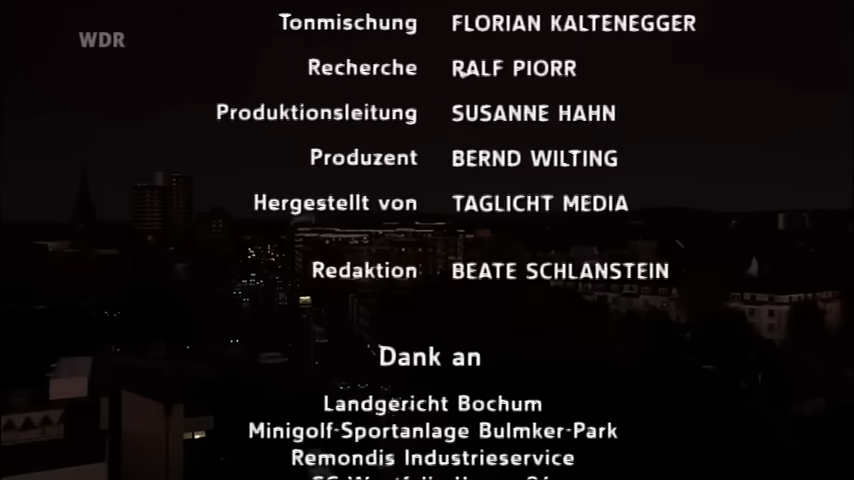 WDR
Tonmischung FLORIAN KALTENEGGER
Recherche RALF PIORR
Produktionsleitung SUSANNE HAHN
Produzent BERND WILTING
Hergestellt von TAGLICHT MEDIA
Redaktion BEATE SCHLANSTEIN
Dank an
Landgericht Bochum
Minigolf-Sportanlage Bulmker-Park
Remondis Industrieservice